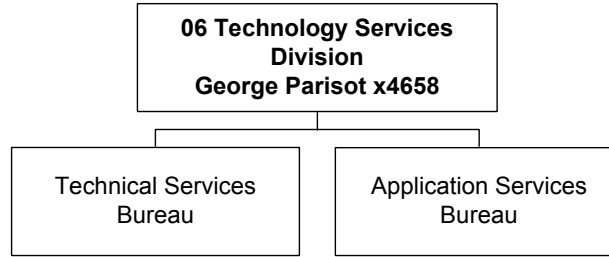 06 Technology Services
Division
George Parisot x4658
Technical Services
Bureau
Application Services
Bureau